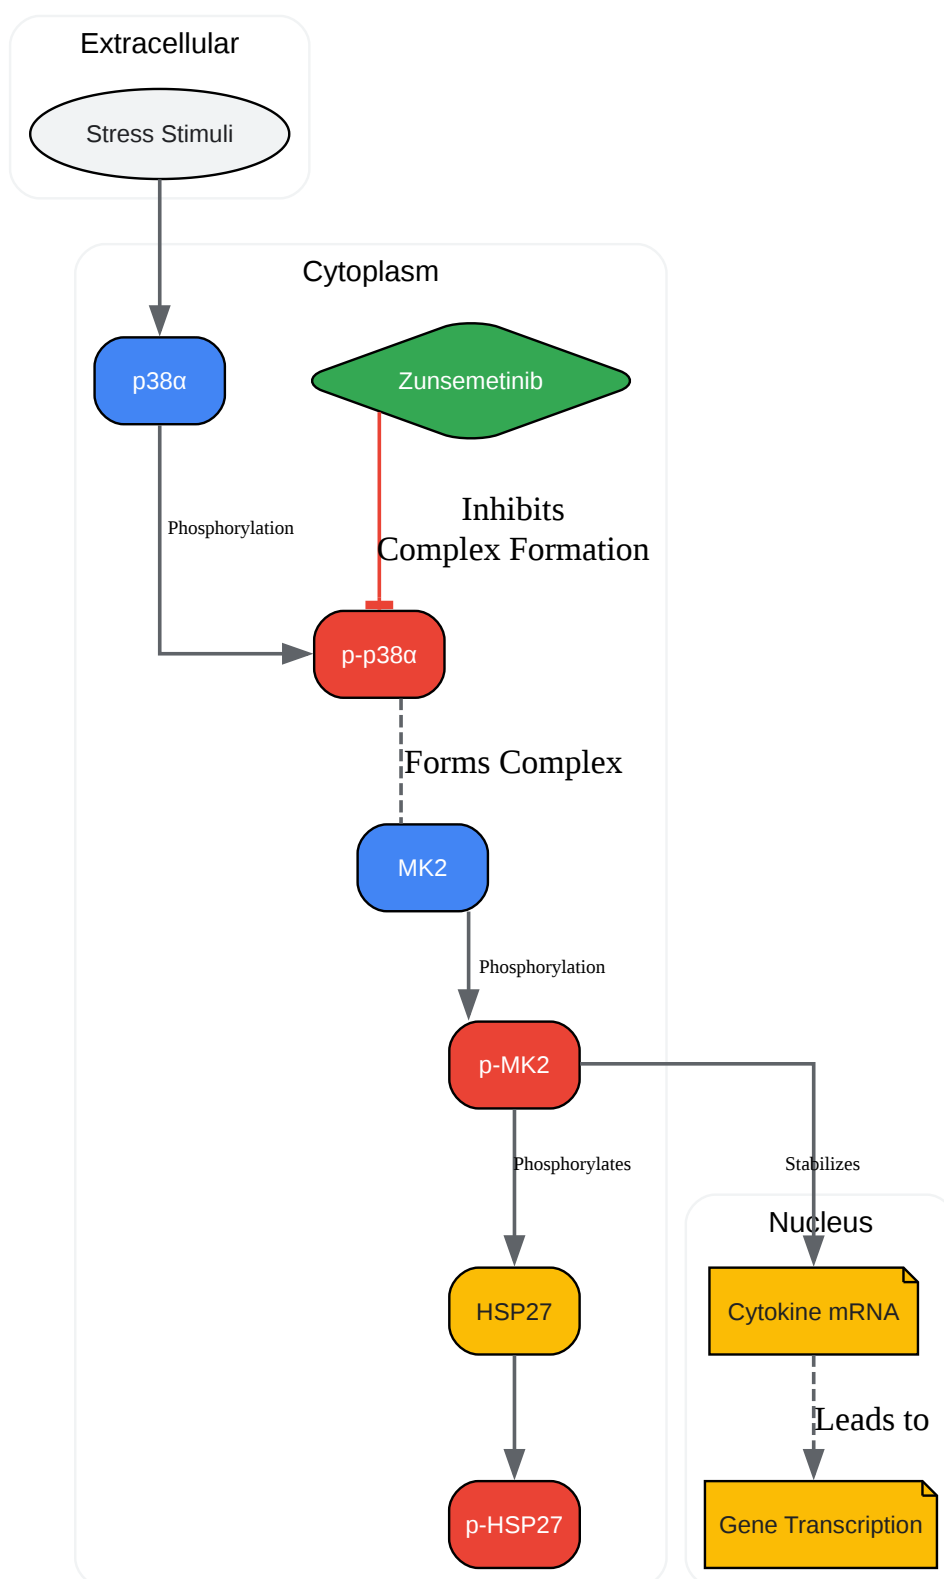 Extracellular
Stress Stimuli
Cytoplasm
p38α
Zunsemetinib
Inhibits
Complex Formation
Phosphorylation
p-p38α
Forms Complex
MK2
Phosphorylation
p-MK2
Phosphorylates
Stabilizes
Nucleus
HSP27
Cytokine mRNA
Leads to
p-HSP27
Gene Transcription